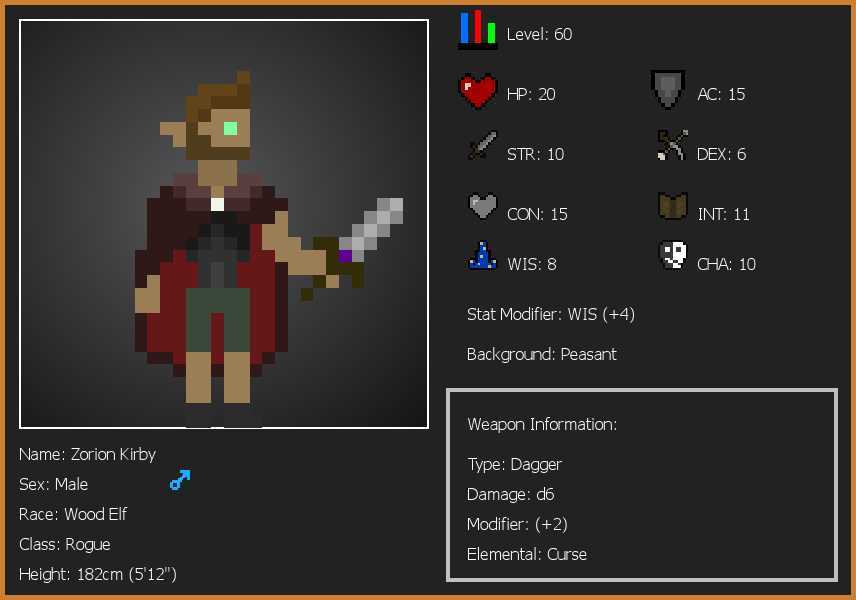 Level: 60
HP: 20
AC: 15
STR: 10
DEX: 6
CON: 15
INT: 11
WIS: 8
CHA: 10
Stat Modifier: WIS (+4)
Background: Peasant
Weapon Information:
Type: Dagger
Damage: d6
Modifier: (+2)
Elemental: Curse
Name: Zorion Kirby
Sex: Male
Race: Wood Elf
Class: Rogue
Height: 182cm (5'12")